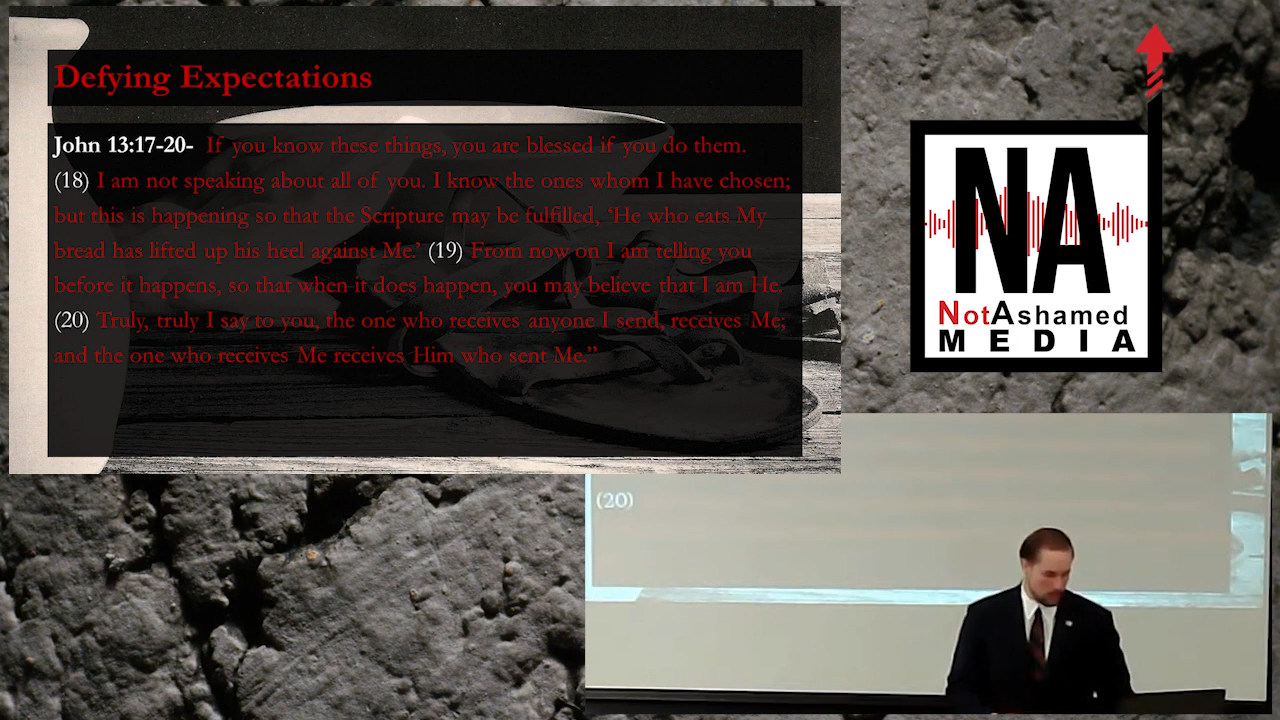 Defying Expectations
John 13:17-20- If you know these things, you are blessed if you do them.
(18) I am not speaking about all of you. I know the ones whom I have chosen;
but this is happening so that the Scripture may be fulfilled, ‘He who eats My
bread has lifted up his heel against Me.’ (19) From now on I am telling you
before it happens, so that when it does happen, you may believe that I am He.
(20) Truly, truly I say to you, the one who receives anyone I send, receives Me;
and the one who receives Me receives Him who sent Me.”
NA
NotAshamed
MEDIA
(20)